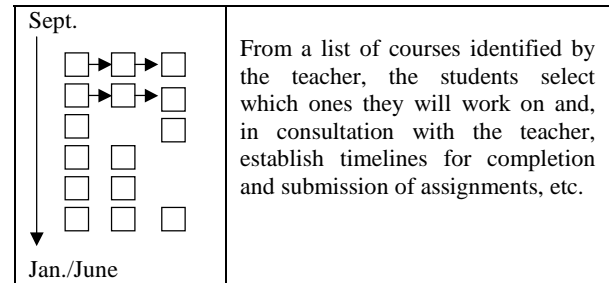 Sept.
Jan./June
From a list of courses identified by
the teacher, the students select
which ones they will work on and,
in consultation with the teacher,
establish timelines for completion
and submission of assignments, etc.